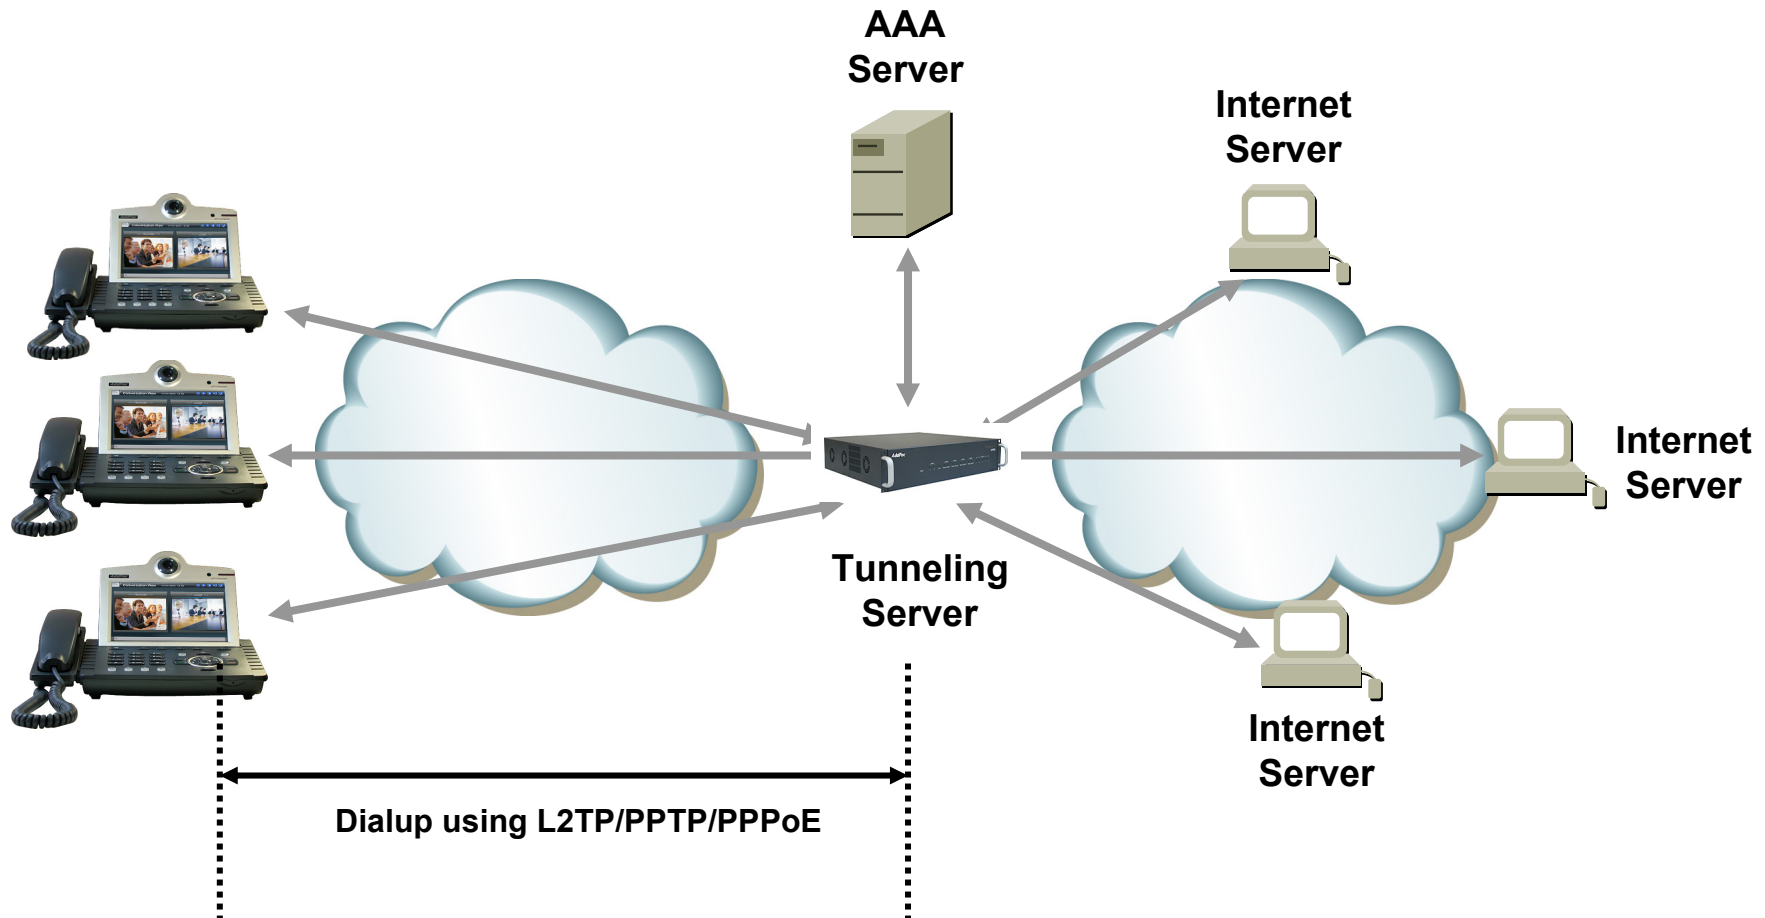 AAA
Server
Internet
Server
Internet
Server
Tunneling
Server
Internet
Server
Dialup using L2TP/PPTP/PPPoE